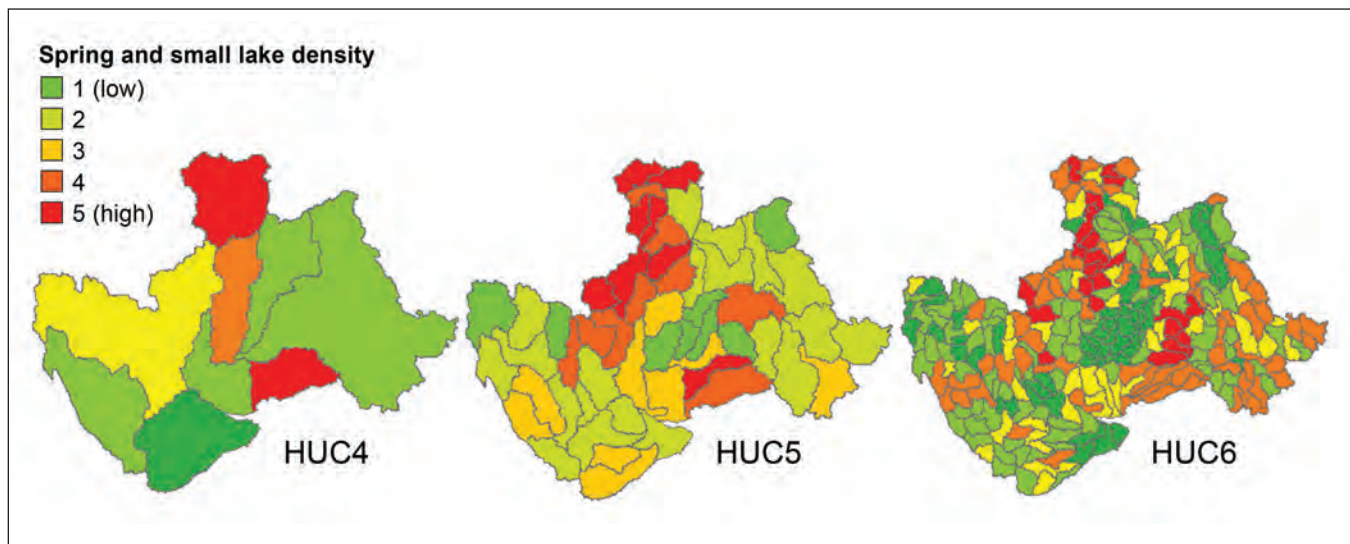 Spring and small lake density
1 (low)
2
3
4
5 (high)
HUC4
HUC5
HUC6